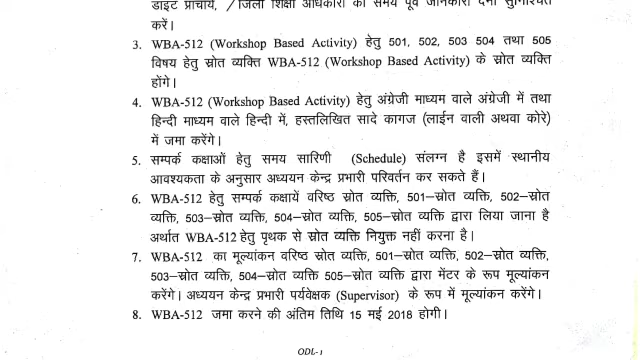 डाइट प्राचार्य, / जिला शिक्षा अधिकारी को समय पूर्व जानकारी देना सुनिश्चित
करें।
3. WBA-512 (Workshop Based Activity) हेतु 501, 502, 503 504 तथा 505
विषय हेतु स्रोत व्यक्ति WBA-512 (Workshop Based Activity) के स्रोत व्यक्ति
होंगे।
4. WBA-512 (Workshop Based Activity) हेतु अंग्रेजी माध्यम वाले अंग्रेजी में तथा
हिन्दी माध्यम वाले हिन्दी में, हस्तलिखित सादे कागज (लाईन वाली अथवा कोरे)
में जमा करेंगे।
5. सम्पर्क कक्षाओं हेतु समय सारिणी (Schedule) संलग्न है इसमें स्थानीय
आवश्यकता के अनुसार अध्ययन केन्द्र प्रभारी परिवर्तन कर सकते हैं।
6. WBA-512 हेतु सम्पर्क कक्षायें वरिष्ठ स्रोत व्यक्ति, 501–स्रोत व्यक्ति, 502–स्रोत
व्यक्ति, 503–स्रोत व्यक्ति, 504–स्रोत व्यक्ति, 505–स्रोत व्यक्ति द्वारा लिया जाना है
अर्थात WBA-512 हेतु पृथक से स्रोत व्यक्ति नियुक्त नहीं करना है।
7. WBA-512 का मूल्यांकन वरिष्ठ स्रोत व्यक्ति, 501–स्रोत व्यक्ति, 502–स्रोत व्यक्ति,
503–स्रोत व्यक्ति, 504–स्रोत व्यक्ति 505–स्रोत व्यक्ति द्वारा मेंटर के रूप मूल्यांकन
करेंगे। अध्ययन केन्द्र प्रभारी पर्यवेक्षक (Supervisor) के रूप में मूल्यांकन करेंगे।
8. WBA-512 जमा करने की अंतिम तिथि 15 मई 2018 होगी।
ODL-1